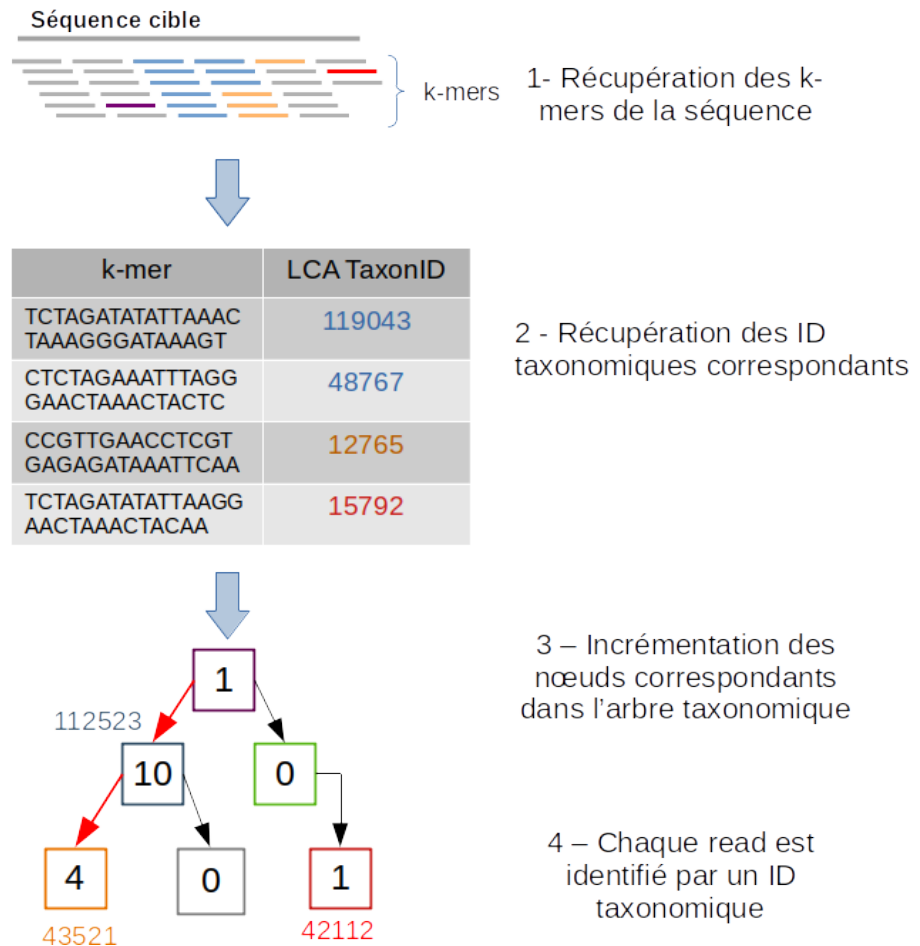 Séquence cible
k-mers
1- Récupération des k-
mers de la séquence
k-mer LCA TaxonID
TCTAGATATATTAAAC
TAAAGGGATAAAGT
119043
CTCTAGAAATTTAGG
GAACTAAACTACTC
48767
CCGTTGAACCTCGT
GAGAGATAAATTCAA
12765
TCTAGATATATTAAGG
AACTAAACTACAA
15792
2 - Récupération des ID
taxonomiques correspondants
3 – Incrémentation des
nœuds correspondants
dans l'arbre taxonomique
1
112523
10 0
4 0 1
43521 42112
4 – Chaque read est
identifié par un ID
taxonomique